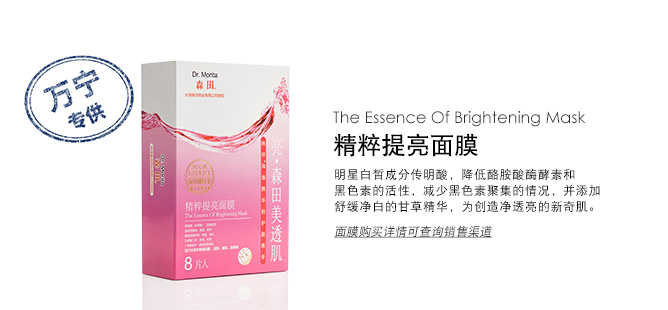 万宁
专供
Dr. Morita
森田
亮·森田美透肌
Dr. Morita
森田
精粹提亮面膜
The Essence Of Brightening Mask
8片入
The Essence Of Brightening Mask
精粹提亮面膜
明星白皙成分传明酸，降低酪胺酸酶酵素和
黑色素的活性，减少黑色素聚集的情况，并添加
舒缓净白的甘草精华，为创造净透亮的新奇肌。
面膜购买详情可查询销售渠道